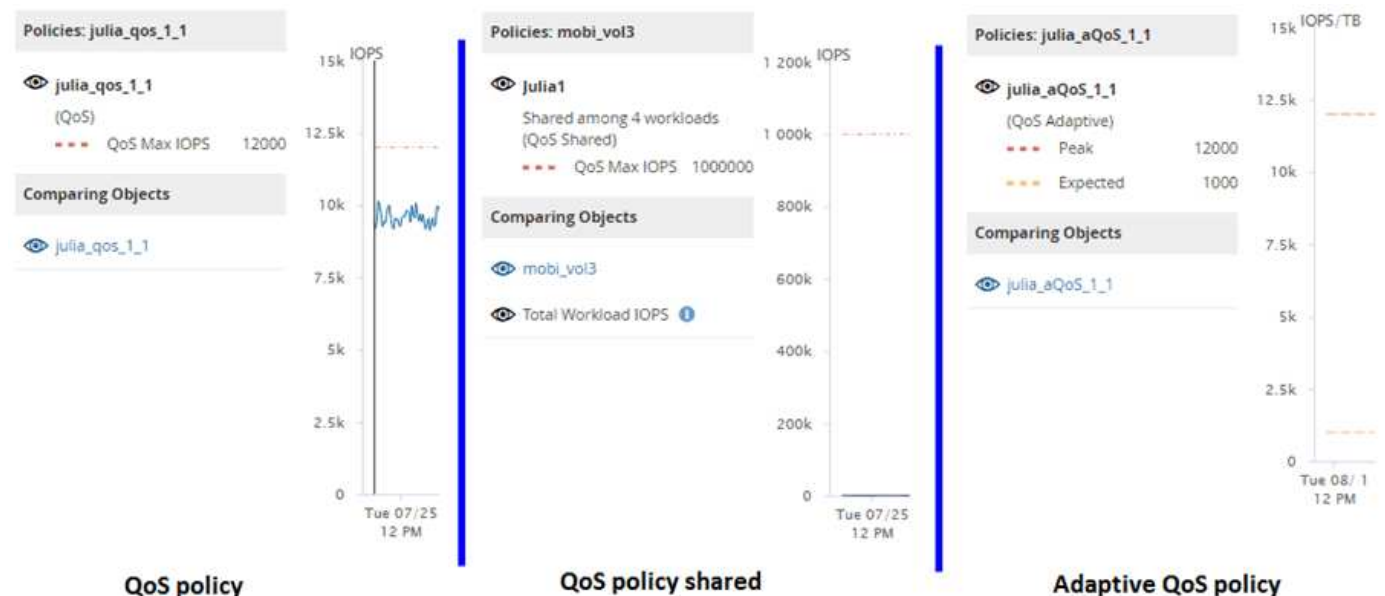 Policies: julia_qos_1_1
julia_qos_1_1
(QoS)
QoS Max IOPS 12000
Comparing Objects
julia_qos_1_1
IOPS
15k
12.5k
10k
7.5k
5k
2.5k
0
Tue 07/25
12 PM
QoS policy
Policies: mobi_vol3
Julia1
Shared among 4 workloads
(QoS Shared)
QoS Max IOPS 1000000
Comparing Objects
mobi_vol3
Total Workload IOPS i
IOPS
1 200k
1 000k
800k
600k
400k
200k
0
Tue 07/25
12 PM
QoS policy shared
Policies: julia_aQoS_1_1
julia_aQoS_1_1
(QoS Adaptive)
Peak 12000
Expected 1000
Comparing Objects
julia_aQoS_1_1
IOPS/TB
15k
12.5k
10k
7.5k
5k
2.5k
0
Tue 08/ 1
12 PM
Adaptive QoS policy